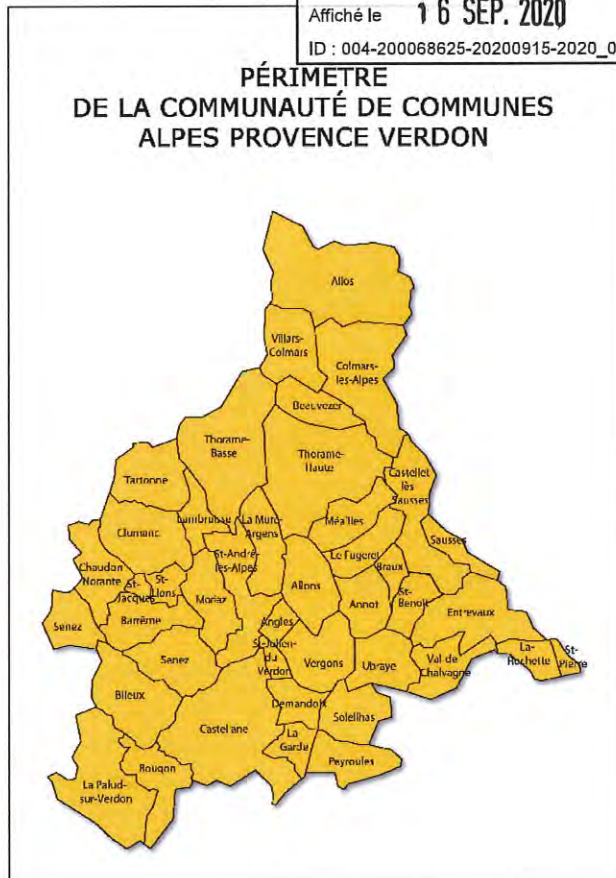 Affiché le 16 SEP. 2020
ID : 004-200068625-20200915-2020_0
PÉRIMETRE
DE LA COMMUNAUTÉ DE COMMUNES
ALPES PROVENCE VERDON
Allos
Villars-
Colmars
Colmars-
les-Alpes
Beauvezer
Thorame-
Basse
Thorame-
Haute
Castellet
lès
Sausses
Tartonne
Lambruisse
La Mure-
Argens
Méailles
Clumanc
Sausses
St-André-
les-Alpes
Le Fugeret
Braux
Chaudon
Norante
St-
Jacques
St-
Lions
Moriez
Allons
Annot
St-
Benoit
Entrevaux
Senez
Barrême
Angles
St-Julien-
du
Verdon
Vergons
Ubraye
Val de
Chalvagne
La-
Rochette
St-
Pierre
Senez
Blieux
Demandolx
Soleilhas
Castellane
La
Garde
Peyroules
Rougon
La Palud-
sur-Verdon